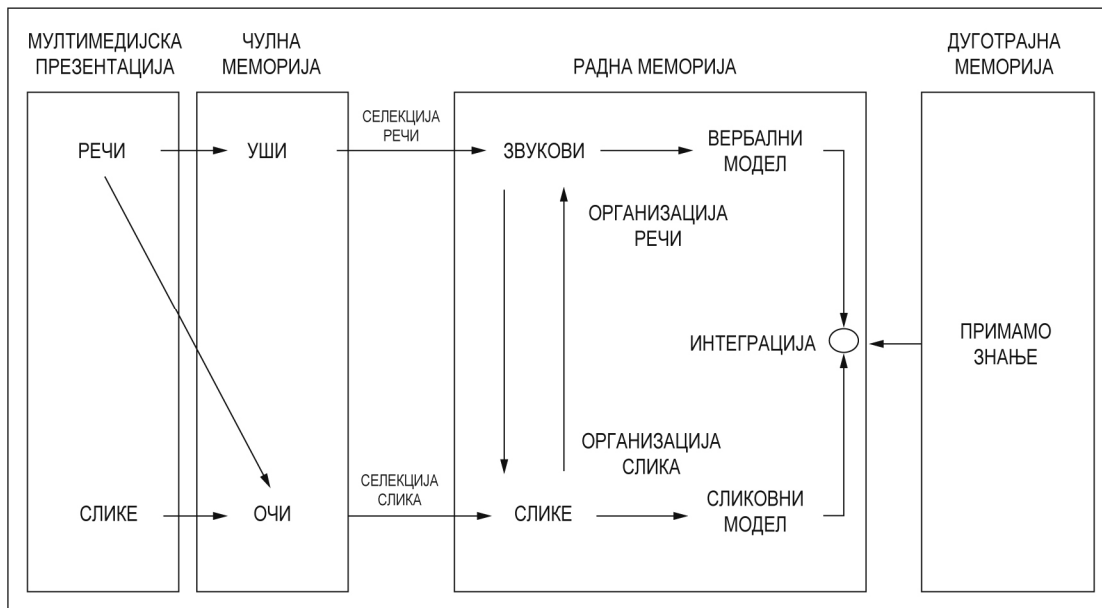 МУЛТИМЕДИЈСКА
ПРЕЗЕНТАЦИЈА
ЧУЛНА
МЕМОРИЈА
РАДНА МЕМОРИЈА
ДУГОТРАЈНА
МЕМОРИЈА
РЕЧИ
УШИ
СЕЛЕКЦИЈА
РЕЧИ
ЗВУКОВИ
ВЕРБАЛНИ
МОДЕЛ
ОРГАНИЗАЦИЈА
РЕЧИ
ИНТЕГРАЦИЈА
ПРИМАМО
ЗНАЊЕ
ОРГАНИЗАЦИЈА
СЛИКА
СЛИКЕ
ОЧИ
СЕЛЕКЦИЈА
СЛИКА
СЛИКЕ
СЛИКОВНИ
МОДЕЛ